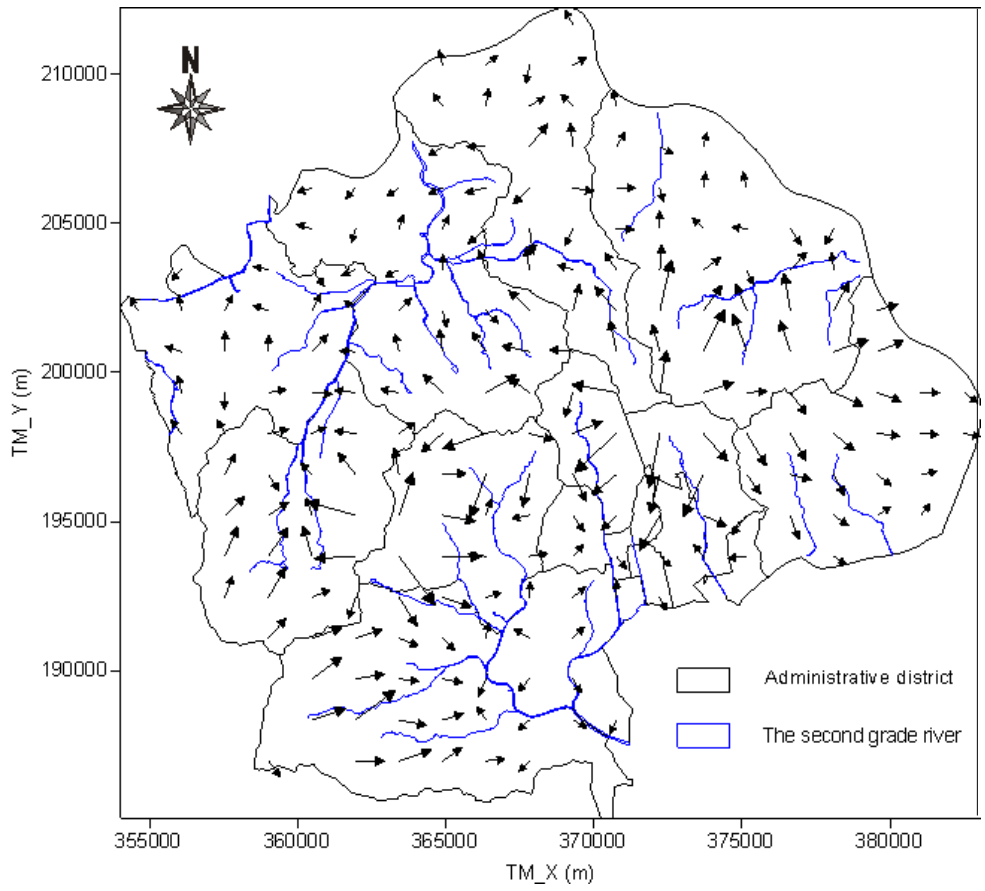 N
210000
205000
200000
195000
190000
TM_Y (m)
Administrative district
The second grade river
355000 360000 365000 370000 375000 380000
TM_X (m)